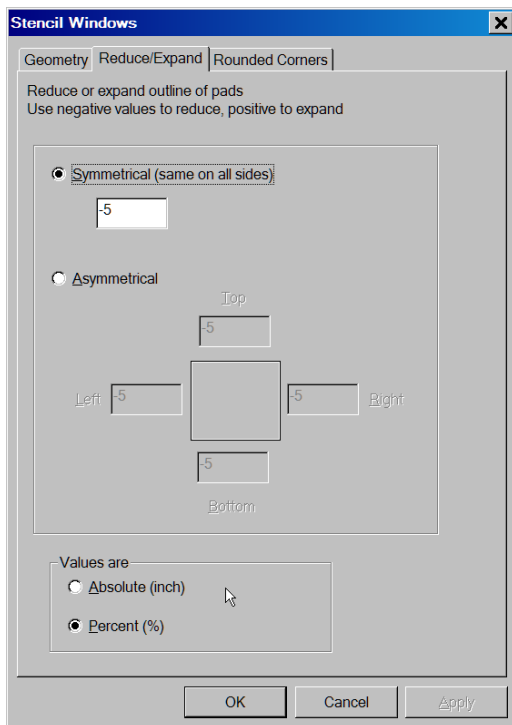 Stencil Windows
Geometry Reduce/Expand Rounded Corners
Reduce or expand outline of pads
Use negative values to reduce, positive to expand
Symmetrical (same on all sides)
-5
Asymmetrical
Top
-5
Left -5 -5 Right
-5
Bottom
Values are
Absolute (inch)
Percent (%)
OK Cancel Apply